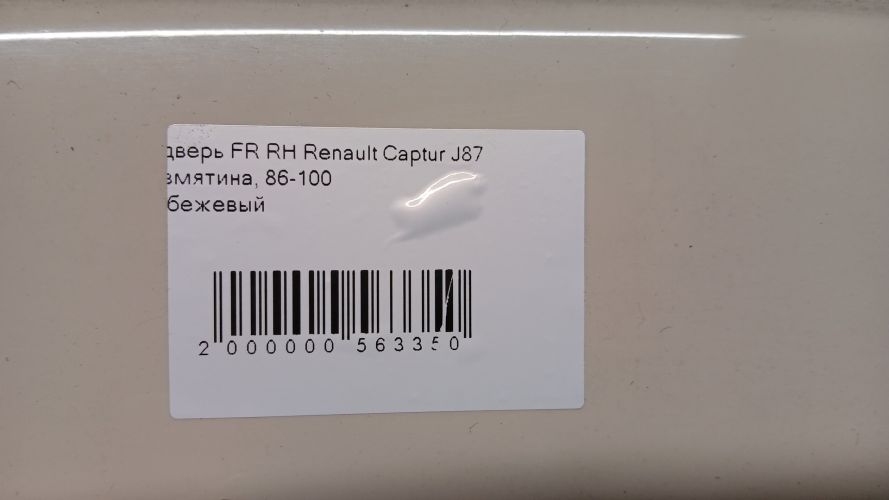 дверь FR RH Renault Captur J87
вмятина, 86-100
бежевый
2 000000 563350